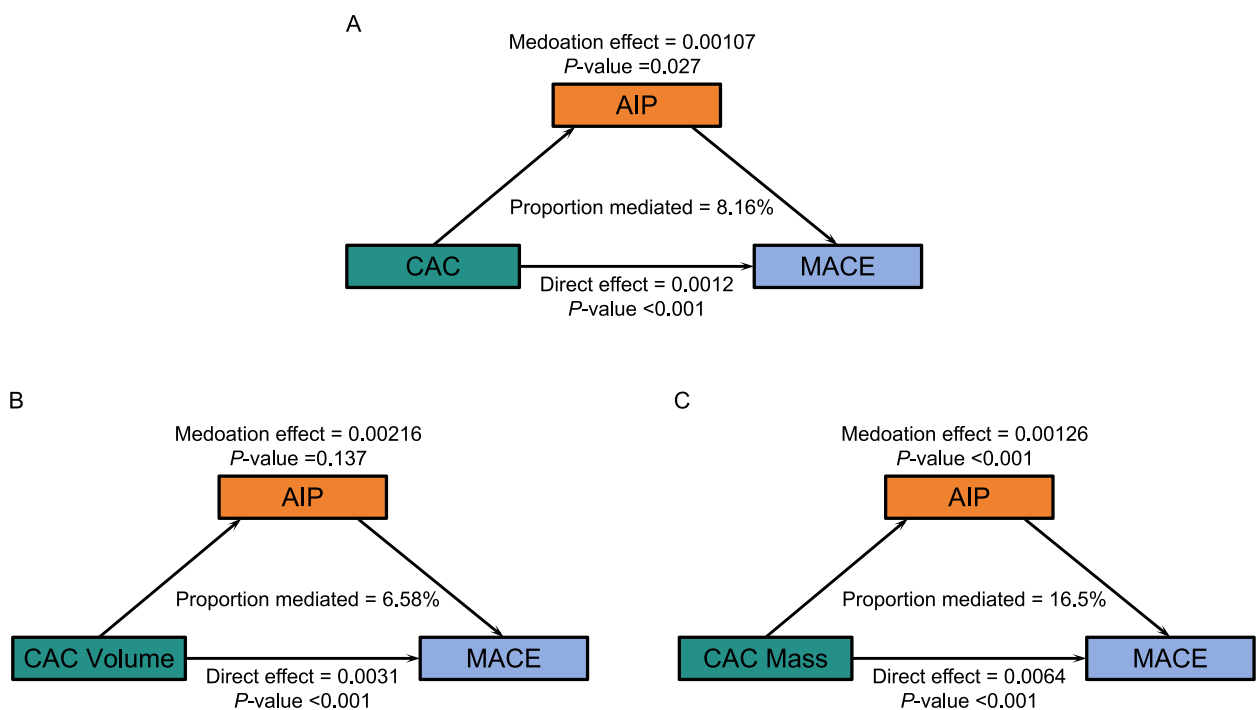 A
Medoation effect = 0.00107
P-value =0.027
AIP
Proportion mediated = 8.16%
CAC
MACE
Direct effect = 0.0012
P-value <0.001
B
Medoation effect = 0.00216
P-value =0.137
AIP
Proportion mediated = 6.58%
CAC Volume
MACE
Direct effect = 0.0031
P-value <0.001
C
Medoation effect = 0.00126
P-value <0.001
AIP
Proportion mediated = 16.5%
CAC Mass
MACE
Direct effect = 0.0064
P-value <0.001